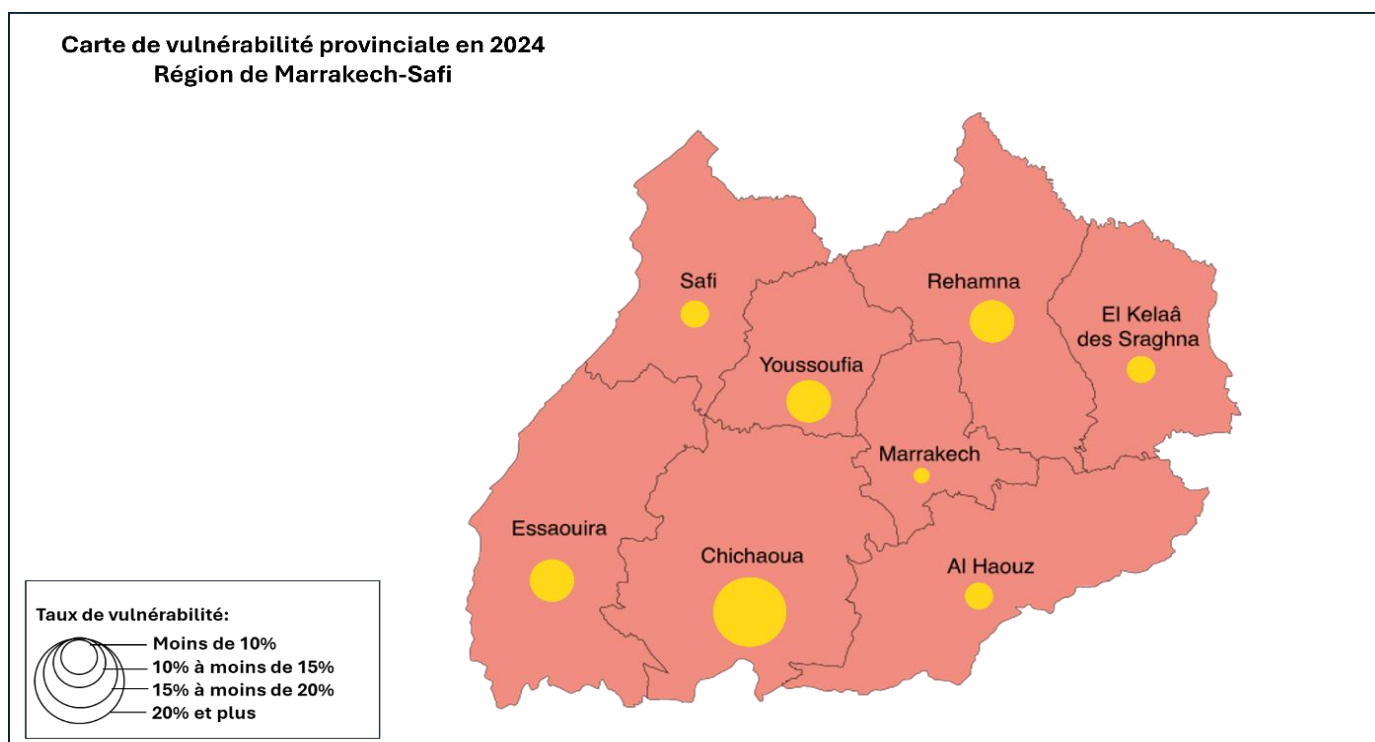 Carte de vulnérabilité provinciale en 2024
Région de Marrakech-Safi
Safi
Rehamna
El Kelaâ
des Sraghna
Youssoufia
Marrakech
Essaouira
Chichaoua
Al Haouz
Taux de vulnérabilité:
Moins de 10%
10% à moins de 15%
15% à moins de 20%
20% et plus